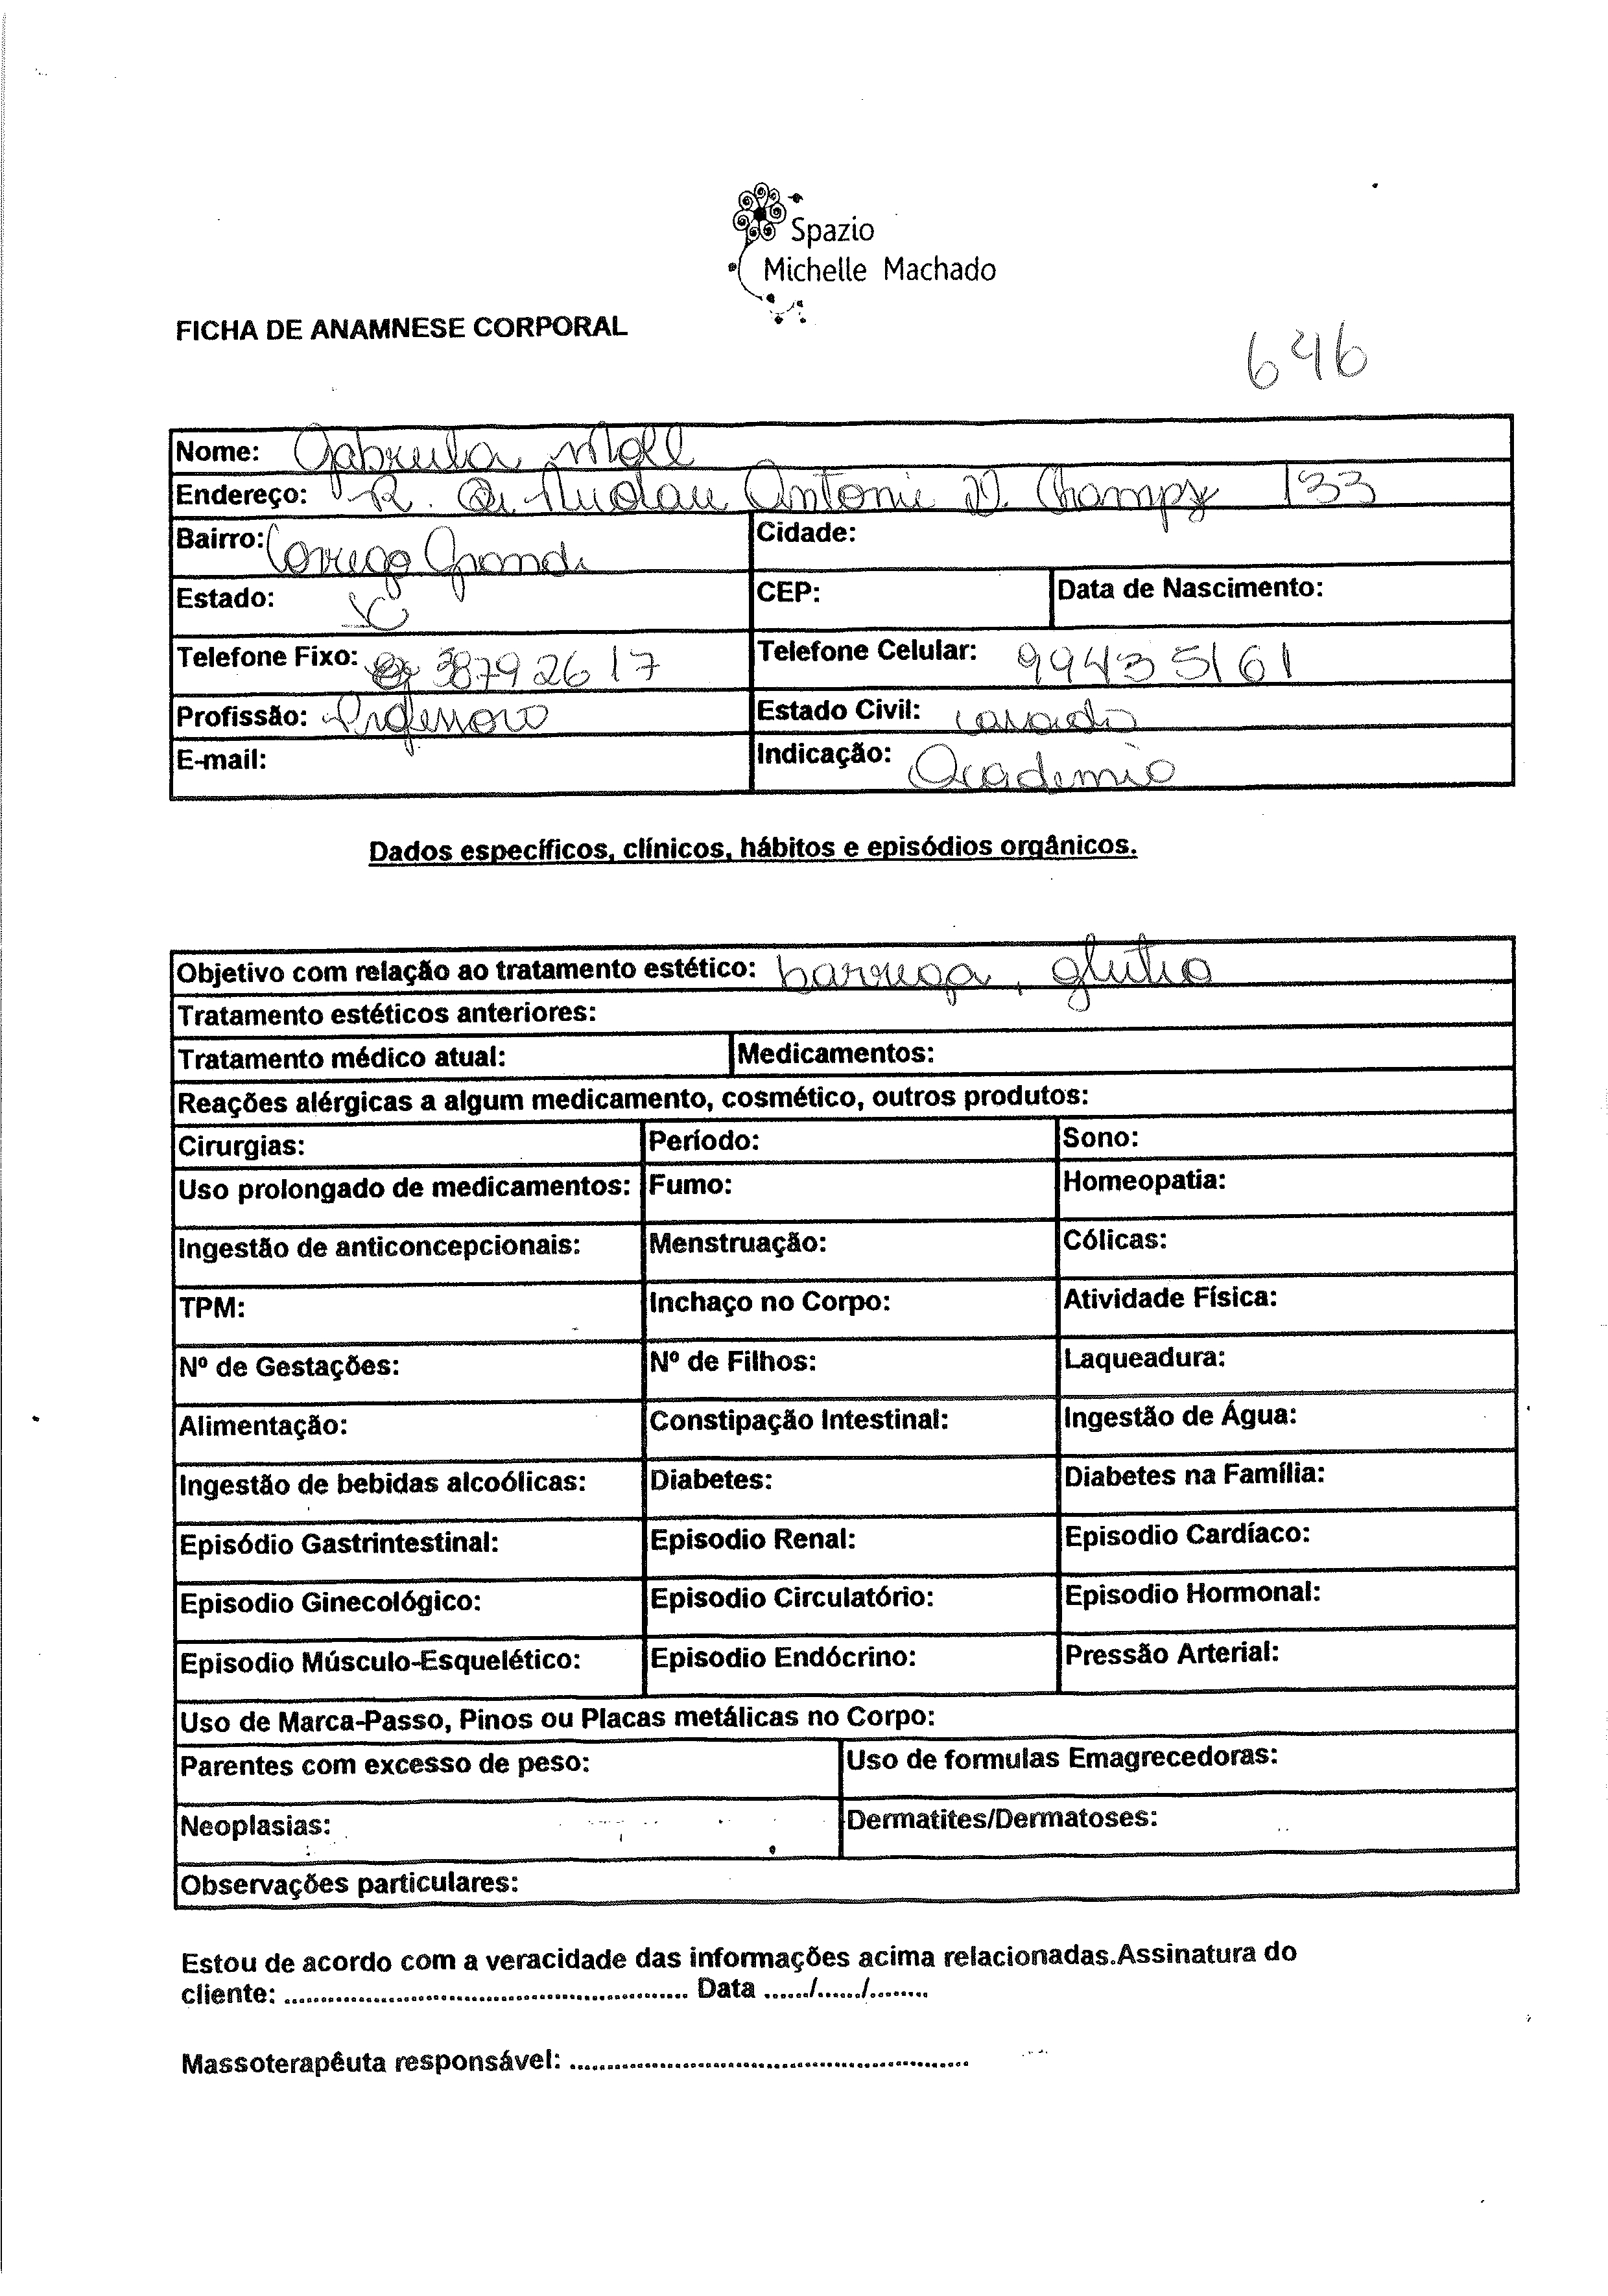 Spazio
Michelle Machado
FICHA DE ANAMNESE CORPORAL
646
Nome: Gabriela Moll
Endereço: R. Nicolau Antonio D. Champs 133
Bairro: Corrego Grande Cidade:
Estado: SC CEP: Data de Nascimento:
Telefone Fixo: 38792617 Telefone Celular: 99435161
Profissão: Professora Estado Civil: casada
E-mail: Indicação: Academia
Dados específicos, clínicos, hábitos e episódios orgânicos.
Objetivo com relação ao tratamento estético: barriga, glutio
Tratamento estéticos anteriores:
Tratamento médico atual: Medicamentos:
Reações alérgicas a algum medicamento, cosmético, outros produtos:
Cirurgias: Período: Sono:
Uso prolongado de medicamentos: Fumo: Homeopatia:
Ingestão de anticoncepcionais: Menstruação: Cólicas:
TPM: Inchaço no Corpo: Atividade Física:
Nº de Gestações: Nº de Filhos: Laqueadura:
Alimentação: Constipação Intestinal: Ingestão de Água:
Ingestão de bebidas alcoólicas: Diabetes: Diabetes na Família:
Episódio Gastrintestinal: Episodio Renal: Episodio Cardíaco:
Episodio Ginecológico: Episodio Circulatório: Episodio Hormonal:
Episodio Músculo-Esquelético: Episodio Endócrino: Pressão Arterial:
Uso de Marca-Passo, Pinos ou Placas metálicas no Corpo:
Parentes com excesso de peso: Uso de formulas Emagrecedoras:
Neoplasias: Dermatites/Dermatoses:
Observações particulares:
Estou de acordo com a veracidade das informações acima relacionadas.Assinatura do
cliente: .................................................... Data ....../....../........
Massoterapêuta responsável: ....................................................